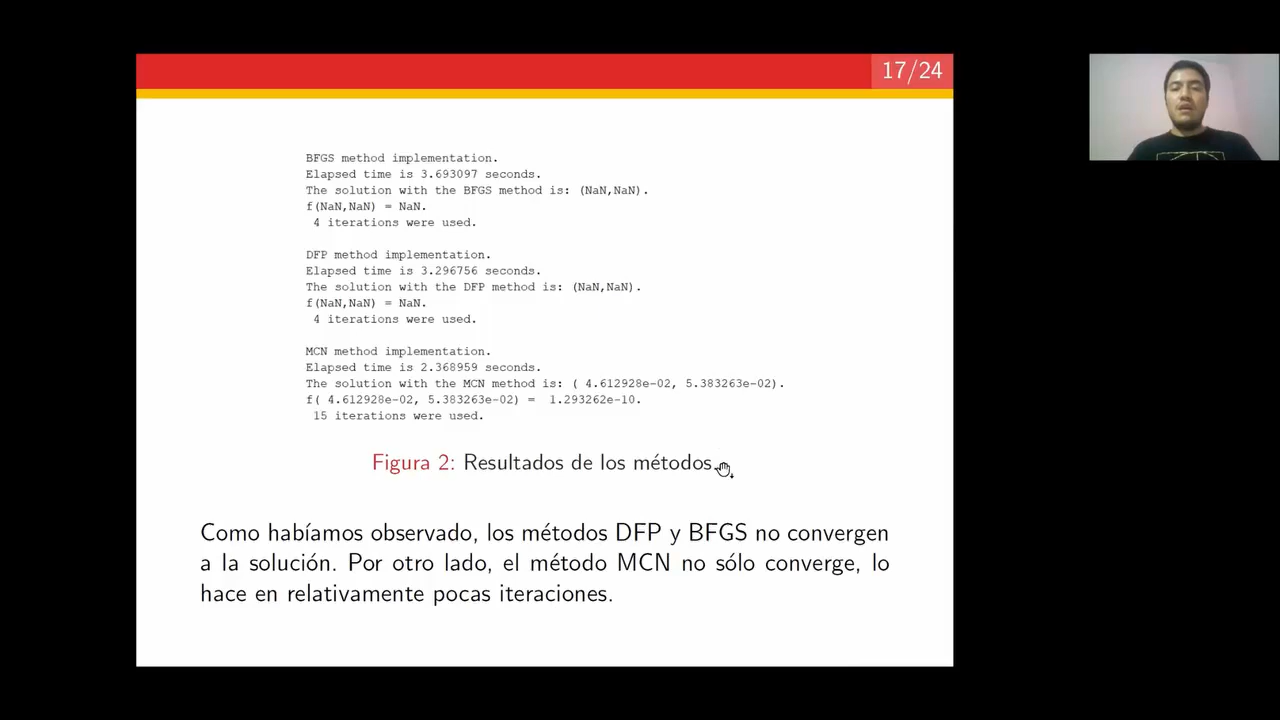 17/24
BFGS method implementation.
Elapsed time is 3.693097 seconds.
The solution with the BFGS method is: (NaN,NaN).
f(NaN,NaN) = NaN.
4 iterations were used.
DFP method implementation.
Elapsed time is 3.296756 seconds.
The solution with the DFP method is: (NaN,NaN).
f(NaN,NaN) = NaN.
4 iterations were used.
MCN method implementation.
Elapsed time is 2.368959 seconds.
The solution with the MCN method is: ( 4.612928e-02, 5.383263e-02).
f( 4.612928e-02, 5.383263e-02) =  1.293262e-10.
15 iterations were used.
Figura 2: Resultados de los métodos.
Como habíamos observado, los métodos DFP y BFGS no convergen
a la solución. Por otro lado, el método MCN no sólo converge, lo
hace en relativamente pocas iteraciones.